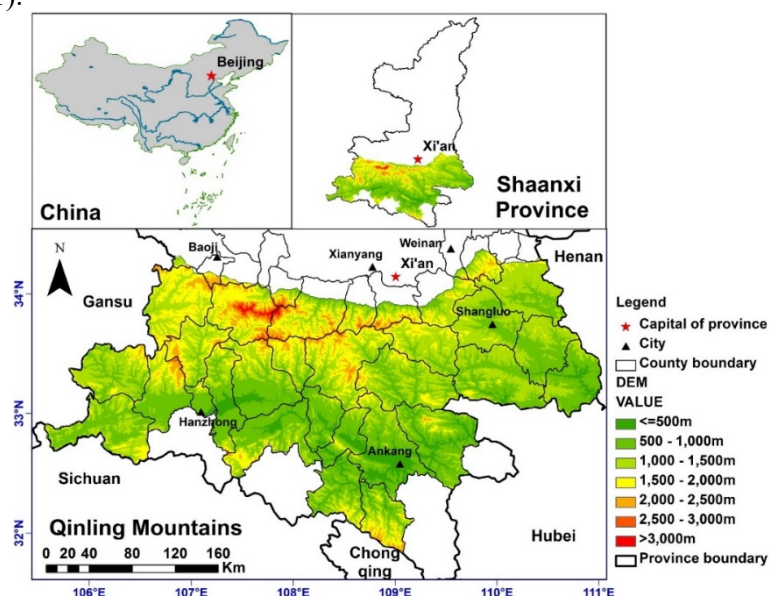 ).
Beijing
China
Xi'an
Shaanxi
Province
N
Baoji
Xianyang
Weinan
Xi'an
Henan
34°N
Gansu
Shangluo
33°N
Hanzhong
Ankang
Sichuan
32°N
Qinling Mountains
0 20 40 80 120 160
Km
Chong
qing
Hubei
106°E 107°E 108°E 109°E 110°E 111°E
Legend
Capital of province
City
County boundary
DEM
VALUE
<=500m
500 - 1,000m
1,000 - 1,500m
1,500 - 2,000m
2,000 - 2,500m
2,500 - 3,000m
>3,000m
Province boundary